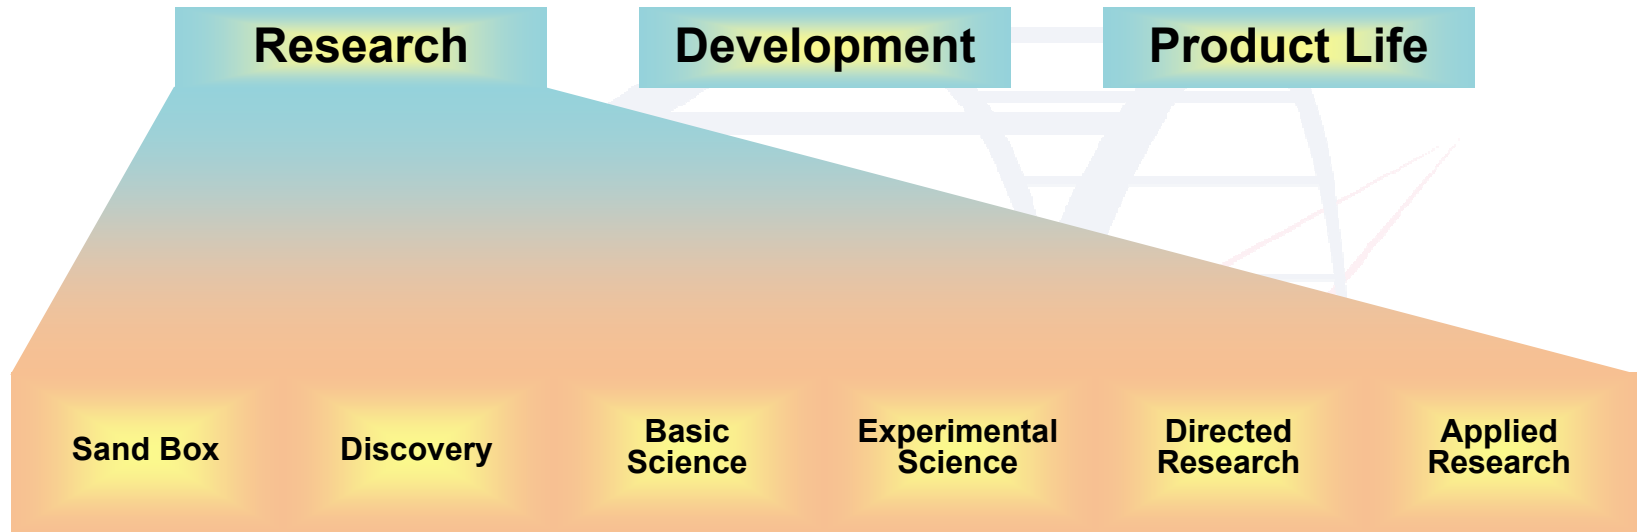 Research
Development
Product Life
Sand Box
Discovery
Basic
Science
Experimental
Science
Directed
Research
Applied
Research